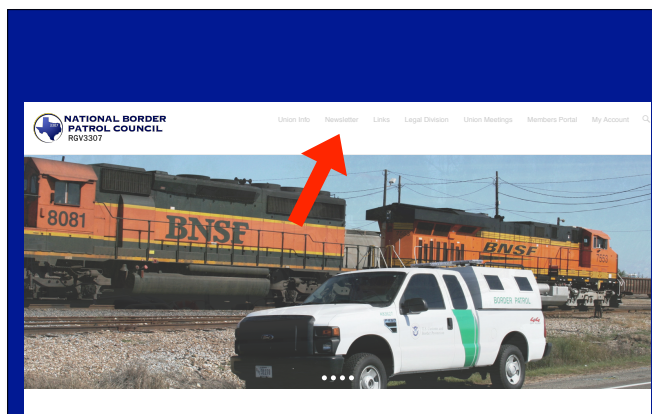 NATIONAL BORDER
PATROL COUNCIL
RGV3307
Union Info Newsletter Links Legal Division Union Meetings Members Portal My Account
8081
BNSF
BNSF
BORDER PATROL
4x4